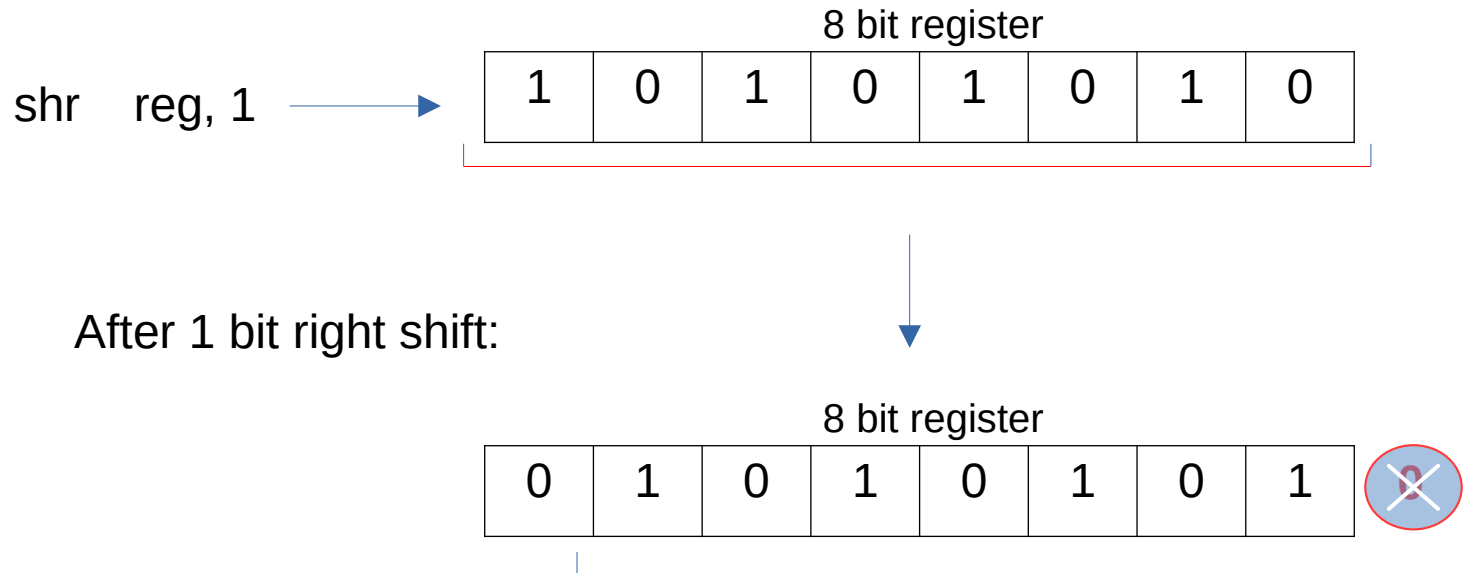 8 bit register
shr reg, 1
1 0 1 0 1 0 1 0
After 1 bit right shift:
8 bit register
0 1 0 1 0 1 0 1 0